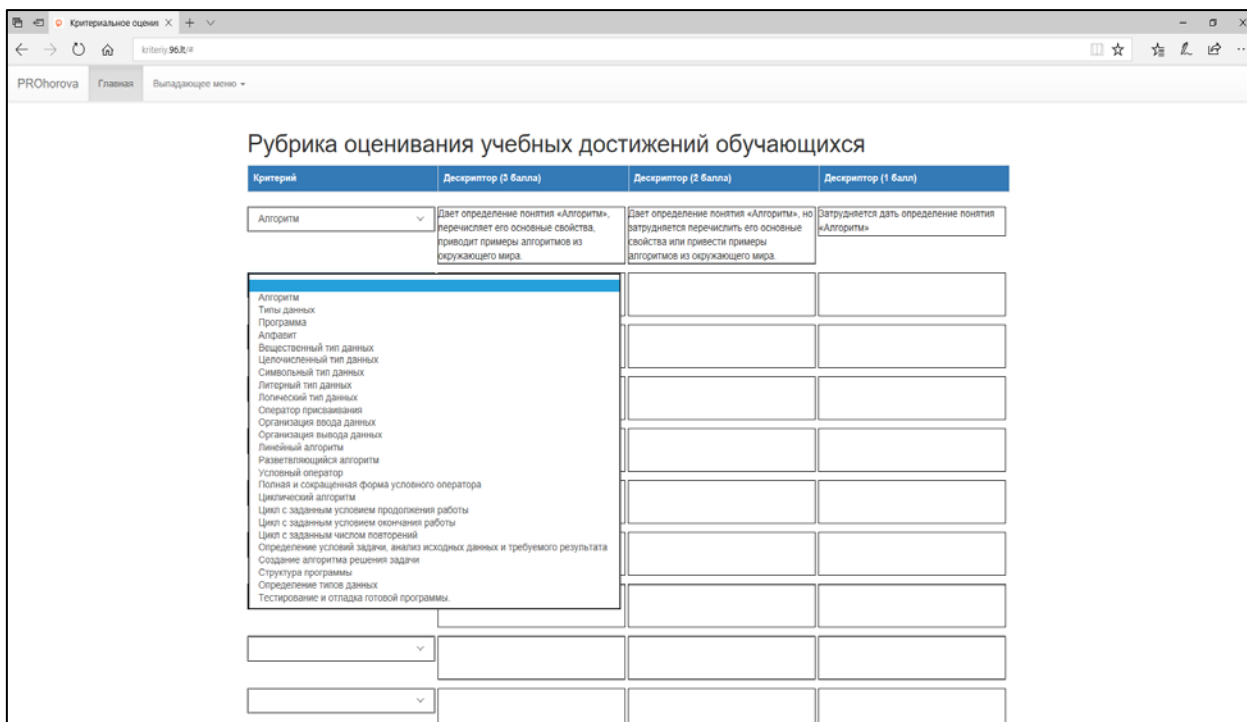 Критериальное оцени
kriteriy.96.lt/#
PROhorova Главная Выпадающее меню
Рубрика оценивания учебных достижений обучающихся
Критерий Дескриптор (3 балла) Дескриптор (2 балла) Дескриптор (1 балл)
Алгоритм
Дает определение понятия «Алгоритм»,
перечисляет его основные свойства,
приводит примеры алгоритмов из
окружающего мира.
Дает определение понятия «Алгоритм», но
затрудняется перечислить его основные
свойства или привести примеры
алгоритмов из окружающего мира.
Затрудняется дать определение понятия
«Алгоритм»
Алгоритм
Типы данных
Программа
Алфавит
Вещественный тип данных
Целочисленный тип данных
Символьный тип данных
Литерный тип данных
Логический тип данных
Оператор присваивания
Организация ввода данных
Организация вывода данных
Линейный алгоритм
Разветвляющийся алгоритм
Условный оператор
Полная и сокращенная форма условного оператора
Циклический алгоритм
Цикл с заданным условием продолжения работы
Цикл с заданным условием окончания работы
Цикл с заданным числом повторений
Определение условий задачи, анализ исходных данных и требуемого результата
Создание алгоритма решения задачи
Структура программы
Определение типов данных
Тестирование и отладка готовой программы.